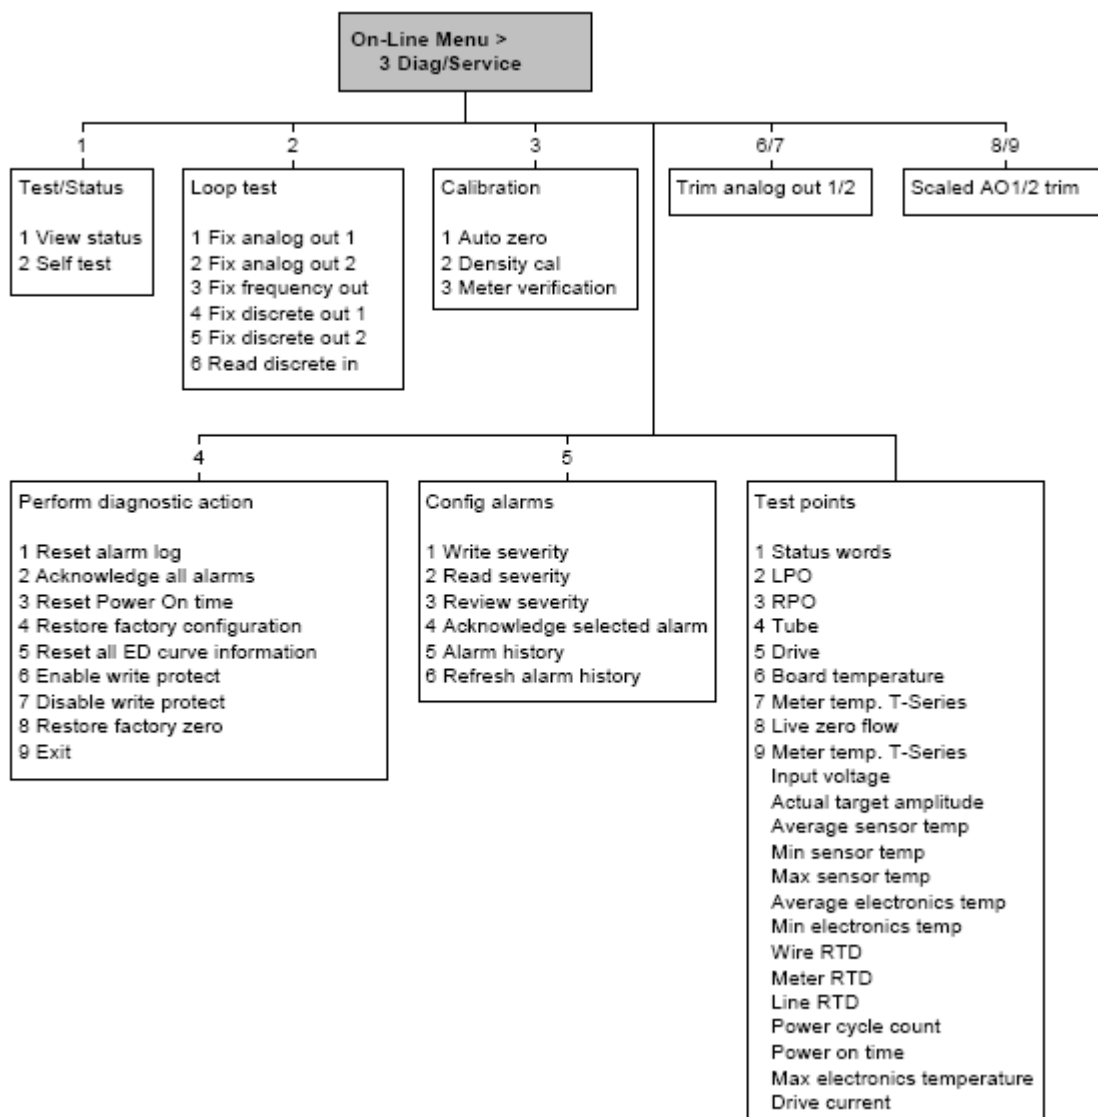 On-Line Menu >
3 Diag/Service
1
2
3
6/7
8/9
Test/Status
1 View status
2 Self test
Loop test
1 Fix analog out 1
2 Fix analog out 2
3 Fix frequency out
4 Fix discrete out 1
5 Fix discrete out 2
6 Read discrete in
Calibration
1 Auto zero
2 Density cal
3 Meter verification
Trim analog out 1/2
Scaled AO1/2 trim
4
5
Perform diagnostic action
1 Reset alarm log
2 Acknowledge all alarms
3 Reset Power On time
4 Restore factory configuration
5 Reset all ED curve information
6 Enable write protect
7 Disable write protect
8 Restore factory zero
9 Exit
Config alarms
1 Write severity
2 Read severity
3 Review severity
4 Acknowledge selected alarm
5 Alarm history
6 Refresh alarm history
Test points
1 Status words
2 LPO
3 RPO
4 Tube
5 Drive
6 Board temperature
7 Meter temp. T-Series
8 Live zero flow
9 Meter temp. T-Series
Input voltage
Actual target amplitude
Average sensor temp
Min sensor temp
Max sensor temp
Average electronics temp
Min electronics temp
Wire RTD
Meter RTD
Line RTD
Power cycle count
Power on time
Max electronics temperature
Drive current